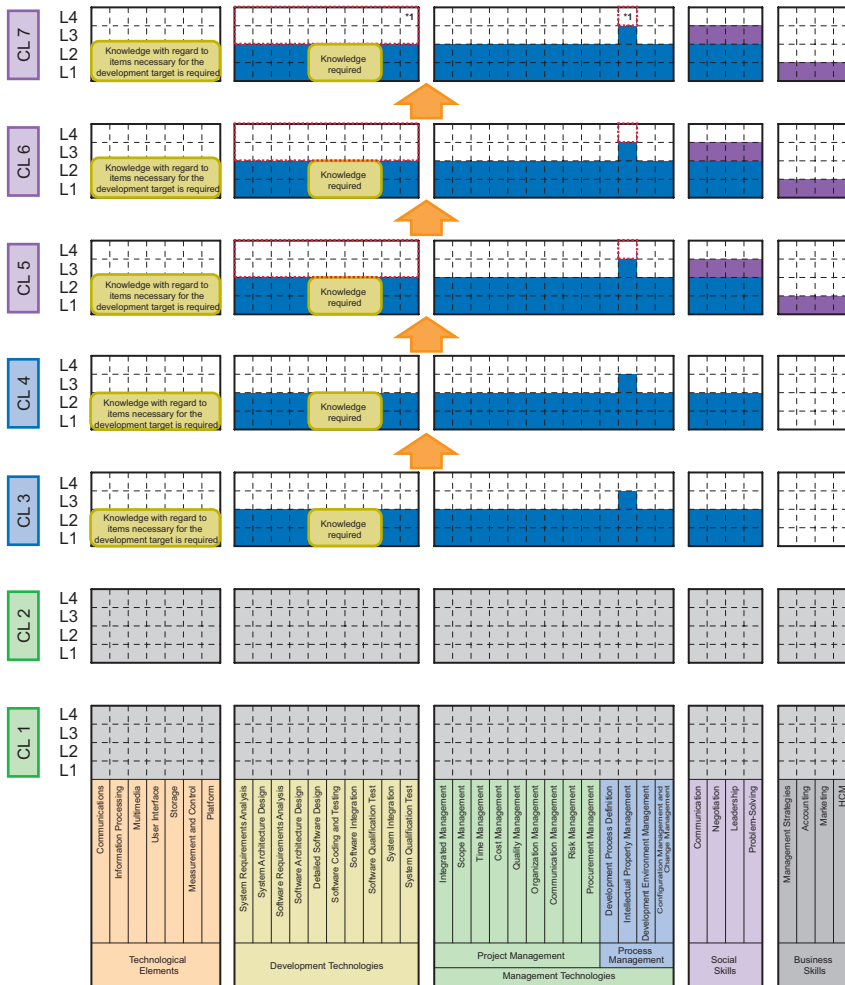 CL 7
L4
L3
L2
L1
Knowledge with regard to
items necessary for the
development target is required
Knowledge
required
*1
*1
CL 6
L4
L3
L2
L1
Knowledge with regard to
items necessary for the
development target is required
Knowledge
required
CL 5
L4
L3
L2
L1
Knowledge with regard to
items necessary for the
development target is required
Knowledge
required
CL 4
L4
L3
L2
L1
Knowledge with regard to
items necessary for the
development target is required
Knowledge
required
CL 3
L4
L3
L2
L1
Knowledge with regard to
items necessary for the
development target is required
Knowledge
required
CL 2
L4
L3
L2
L1
CL 1
L4
L3
L2
L1
Communications
Information Processing
Multimedia
User Interface
Storage
Measurement and Control
Platform
Technological
Elements
System Requirements Analysis
System Architecture Design
Software Requirements Analysis
Software Architecture Design
Detailed Software Design
Software Coding and Testing
Software Integration
Software Qualification Test
System Integration
System Qualification Test
Development Technologies
Integrated Management
Scope Management
Time Management
Cost Management
Quality Management
Organization Management
Communication Management
Risk Management
Procurement Management
Project Management
Development Process Definition
Intellectual Property Management
Development Environment Management
Configuration Management and
Change Management
Process
Management
Management Technologies
Communication
Negotiation
Leadership
Problem-Solving
Social
Skills
Management Strategies
Accounting
Marketing
HCM
Business
Skills